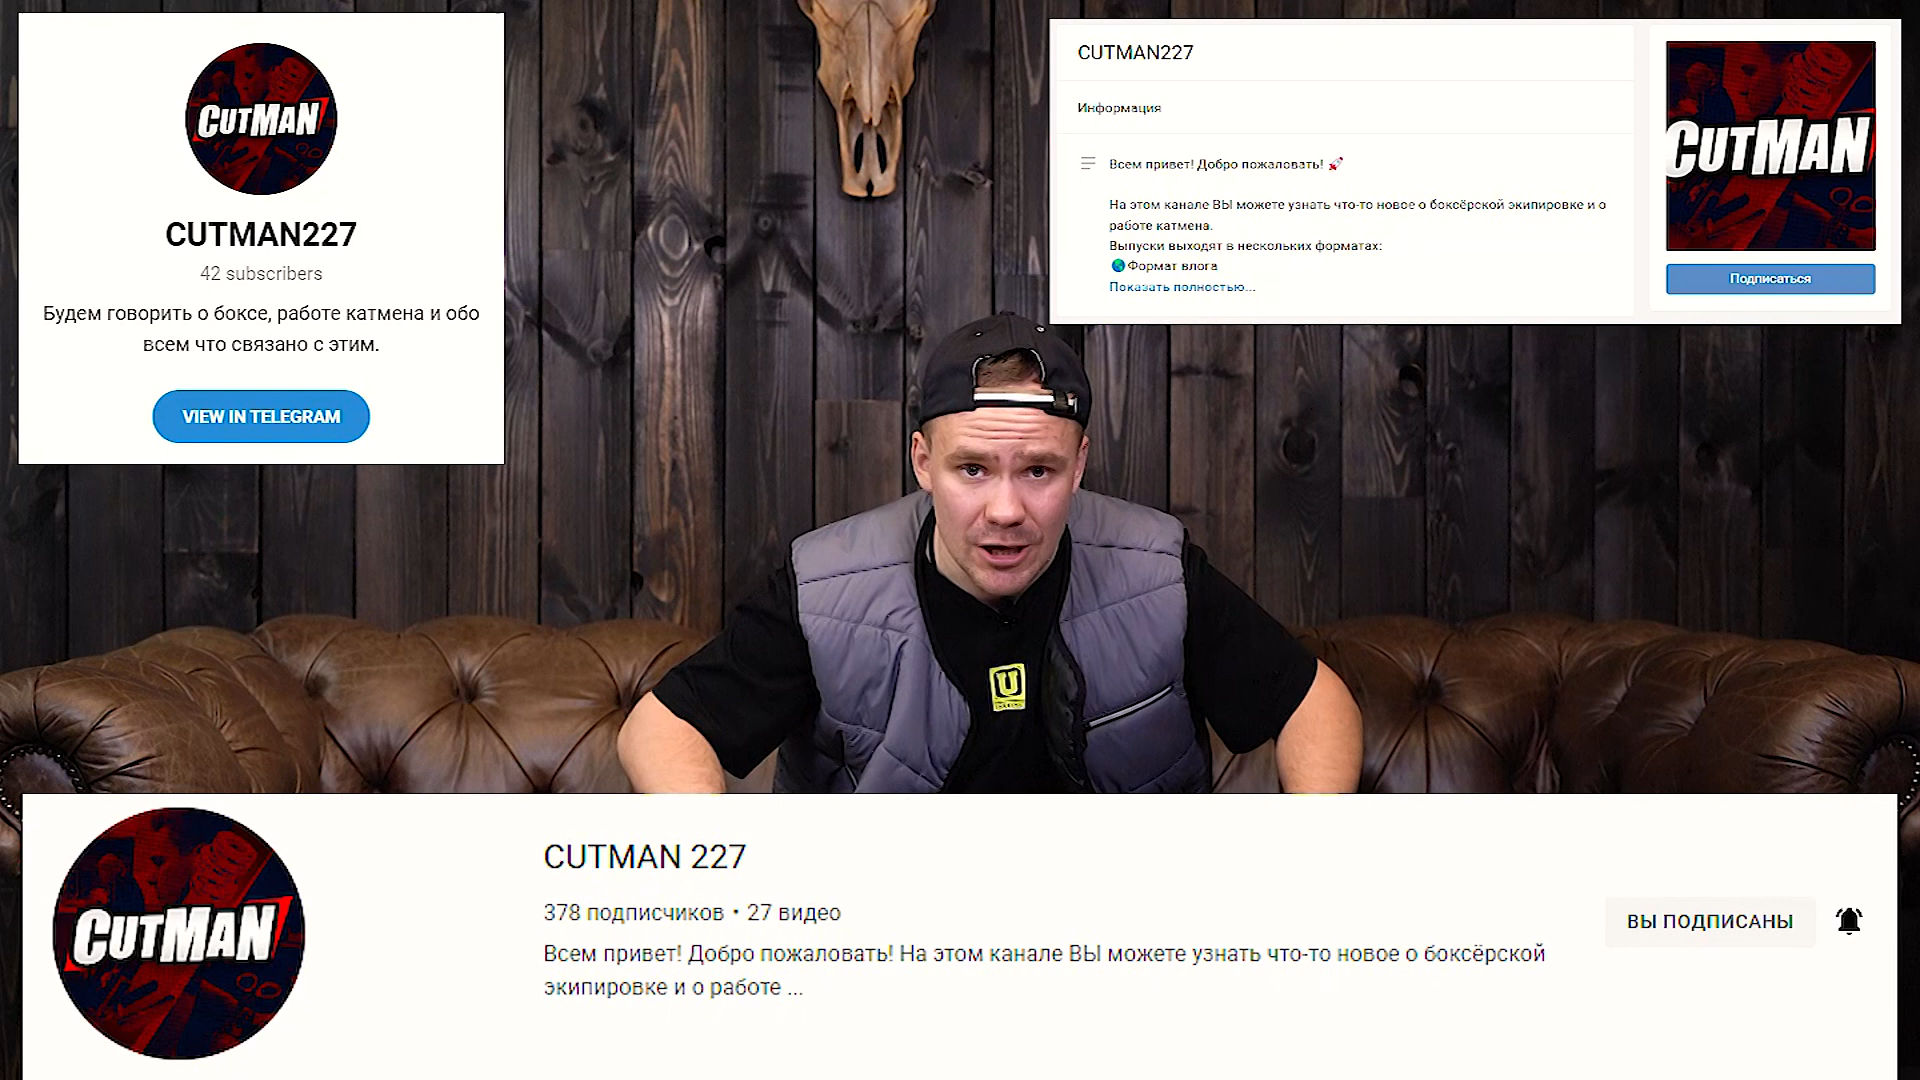 CUTMAN
CUTMAN227
42 subscribers
Будем говорить о боксе, работе катмена и обо
всем что связано с этим.
VIEW IN TELEGRAM
CUTMAN227
Информация
Всем привет! Добро пожаловать! 🚀
На этом канале ВЫ можете узнать что-то новое о боксёрской экипировке и о
работе катмена.
Выпуски выходят в нескольких форматах:
🌍Формат влога
Показать полностью...
CUTMAN
Подписаться
U
CUTMAN
CUTMAN 227
378 подписчиков • 27 видео
Всем привет! Добро пожаловать! На этом канале ВЫ можете узнать что-то новое о боксёрской
экипировке и о работе ...
ВЫ ПОДПИСАНЫ